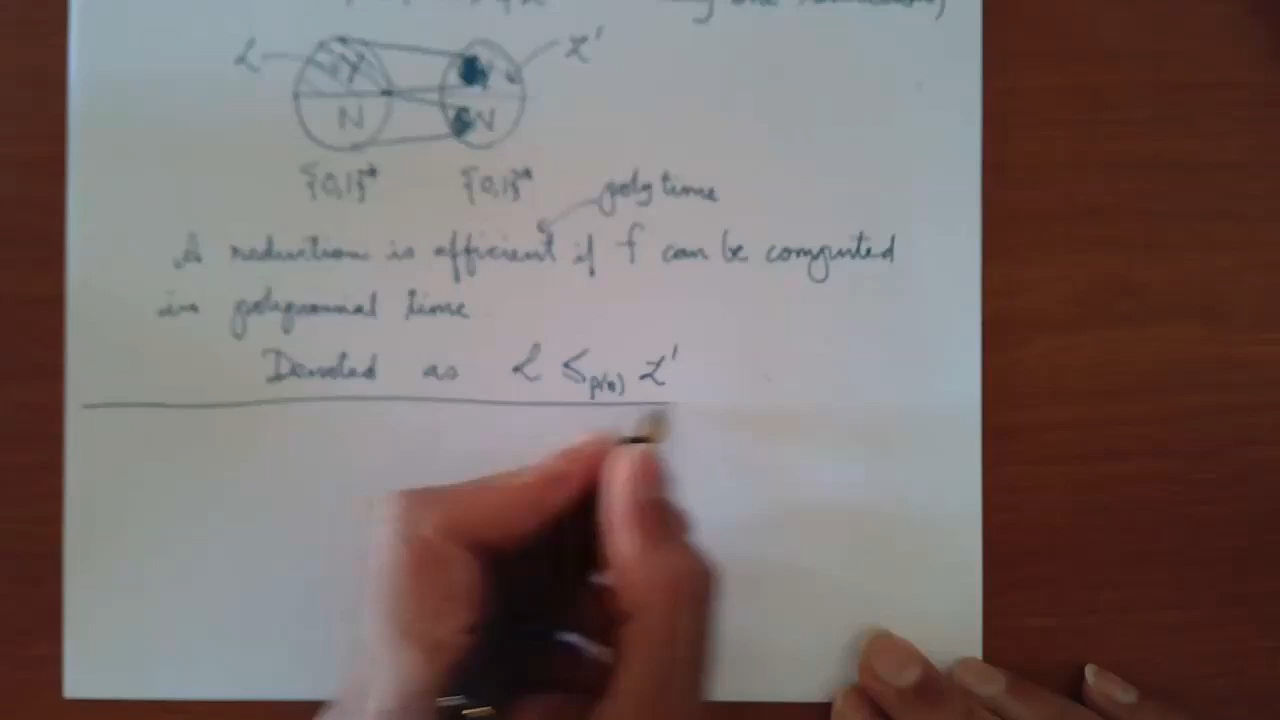 L L'
Y Y
N N
{0,1}* {0,1}*
poly time
A reduction is efficient if f can be computed
in polynomial time
Denoted as L ≤p(n) L'